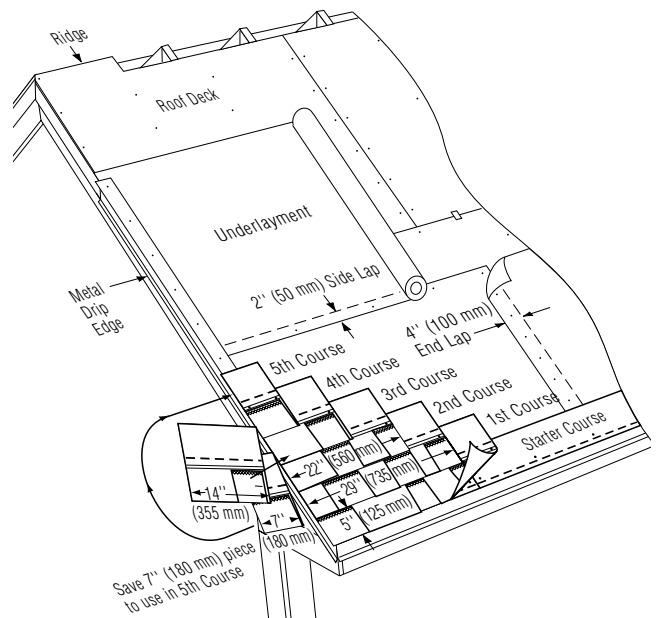 Ridge
Roof Deck
Underlayment
Metal
Drip
Edge
2'' (50 mm) Side Lap
4'' (100 mm)
End Lap
5th Course
4th Course
3rd Course
2nd Course
1st Course
Starter Course
22'' (560 mm)
29'' (735 mm)
14''
(355 mm)
7''
(180 mm)
5'' (125 mm)
Save 7'' (180 mm) piece
to use in 5th Course